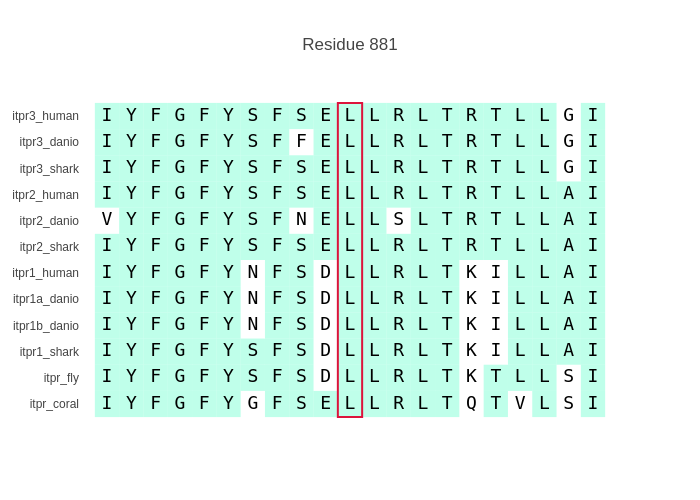 Residue 881
itpr3_human I Y F G F Y S F S E L L R L T R T L L G I
itpr3_danio I Y F G F Y S F F E L L R L T R T L L G I
itpr3_shark I Y F G F Y S F S E L L R L T R T L L G I
itpr2_human I Y F G F Y S F S E L L R L T R T L L A I
itpr2_danio V Y F G F Y S F N E L L S L T R T L L A I
itpr2_shark I Y F G F Y S F S E L L R L T R T L L A I
itpr1_human I Y F G F Y N F S D L L R L T K I L L A I
itpr1a_danio I Y F G F Y N F S D L L R L T K I L L A I
itpr1b_danio I Y F G F Y N F S D L L R L T K I L L A I
itpr1_shark I Y F G F Y S F S D L L R L T K I L L A I
itpr_fly I Y F G F Y S F S D L L R L T K T L L S I
itpr_coral I Y F G F Y G F S E L L R L T Q T V L S I